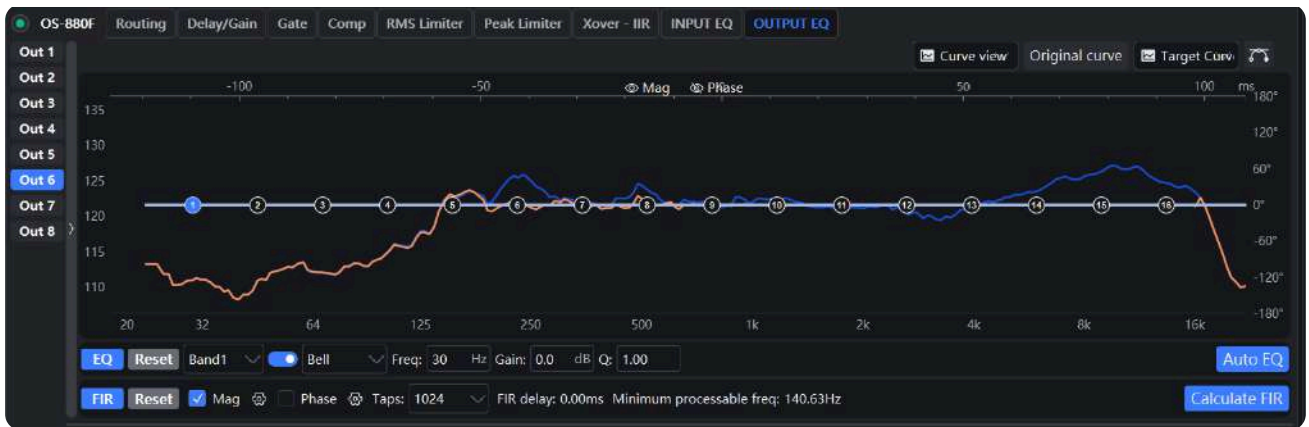 OS-880F Routing Delay/Gain Gate Comp RMS Limiter Peak Limiter Xover - IIR INPUT EQ OUTPUT EQ
Out 1
Out 2
Out 3
Out 4
Out 5
Out 6
Out 7
Out 8
Curve view Original curve Target Curv
-100 -50 Mag Phase 50 100 ms
135 180°
130 120°
125 60°
120 0°
115 -60°
110 -120°
-180°
1 2 3 4 5 6 7 8 9 10 11 12 13 14 15 16
20 32 64 125 250 500 1k 2k 4k 8k 16k
EQ Reset Band1 Bell Freq: 30 Hz Gain: 0.0 dB Q: 1.00 Auto EQ
FIR Reset Mag Phase Taps: 1024 FIR delay: 0.00ms Minimum processable freq: 140.63Hz Calculate FIR